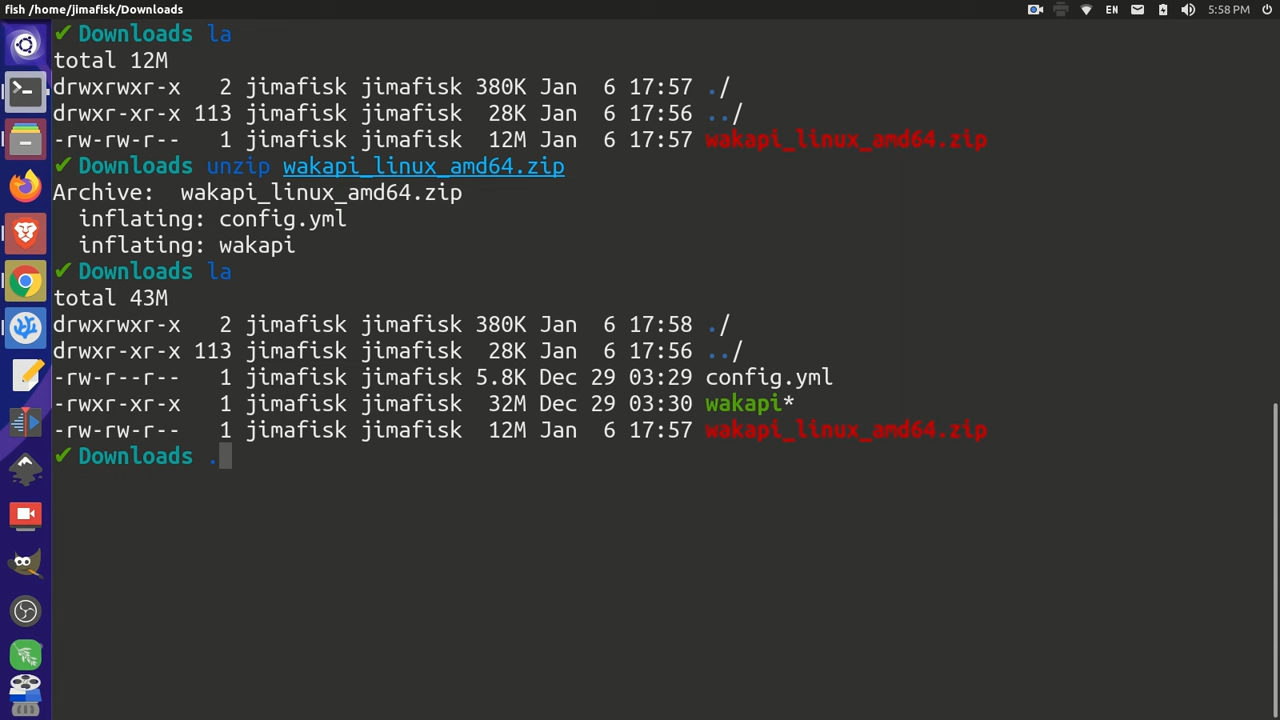 fish /home/jimafisk/Downloads
EN
5:58 PM
✔ Downloads la
total 12M
drwxrwxr-x   2 jimafisk jimafisk 380K Jan  6 17:57 ./
drwxr-xr-x 113 jimafisk jimafisk  28K Jan  6 17:56 ../
-rw-rw-r--   1 jimafisk jimafisk  12M Jan  6 17:57 wakapi_linux_amd64.zip
✔ Downloads unzip wakapi_linux_amd64.zip
Archive:  wakapi_linux_amd64.zip
  inflating: config.yml
  inflating: wakapi
✔ Downloads la
total 43M
drwxrwxr-x   2 jimafisk jimafisk 380K Jan  6 17:58 ./
drwxr-xr-x 113 jimafisk jimafisk  28K Jan  6 17:56 ../
-rw-r--r--   1 jimafisk jimafisk 5.8K Dec 29 03:29 config.yml
-rwxr-xr-x   1 jimafisk jimafisk  32M Dec 29 03:30 wakapi*
-rw-rw-r--   1 jimafisk jimafisk  12M Jan  6 17:57 wakapi_linux_amd64.zip
✔ Downloads .